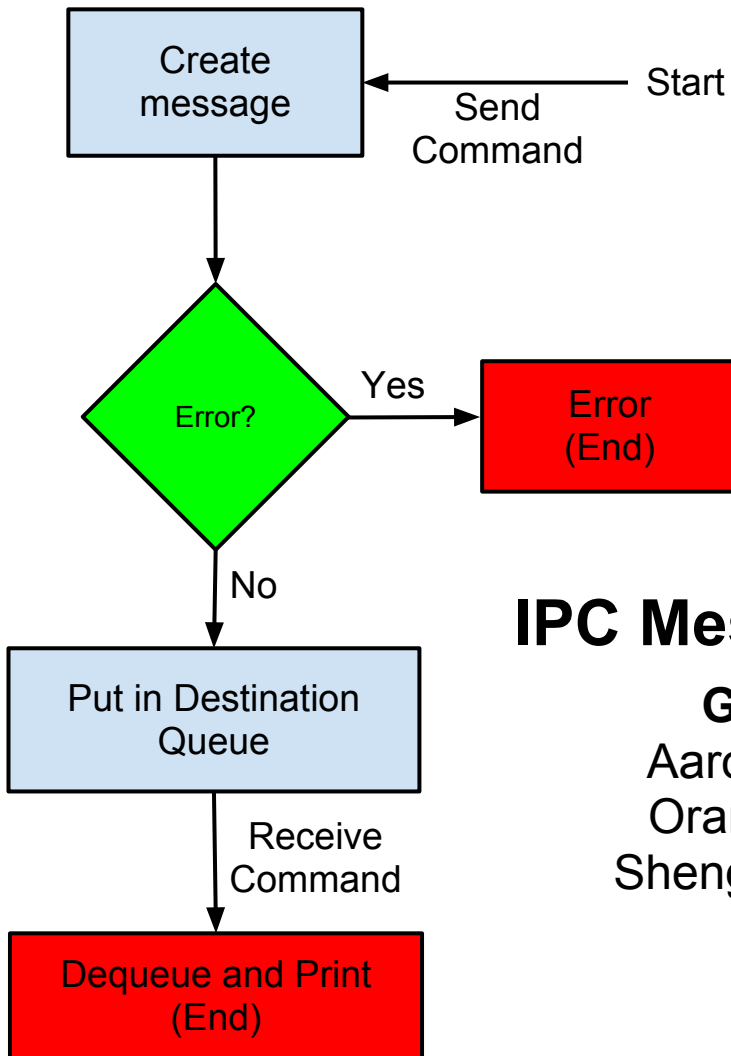 Create
message
Start
Send
Command
Error?
Yes
Error
(End)
No
IPC
Put in Destination
Queue
Receive
Command
Dequeue and Print
(End)